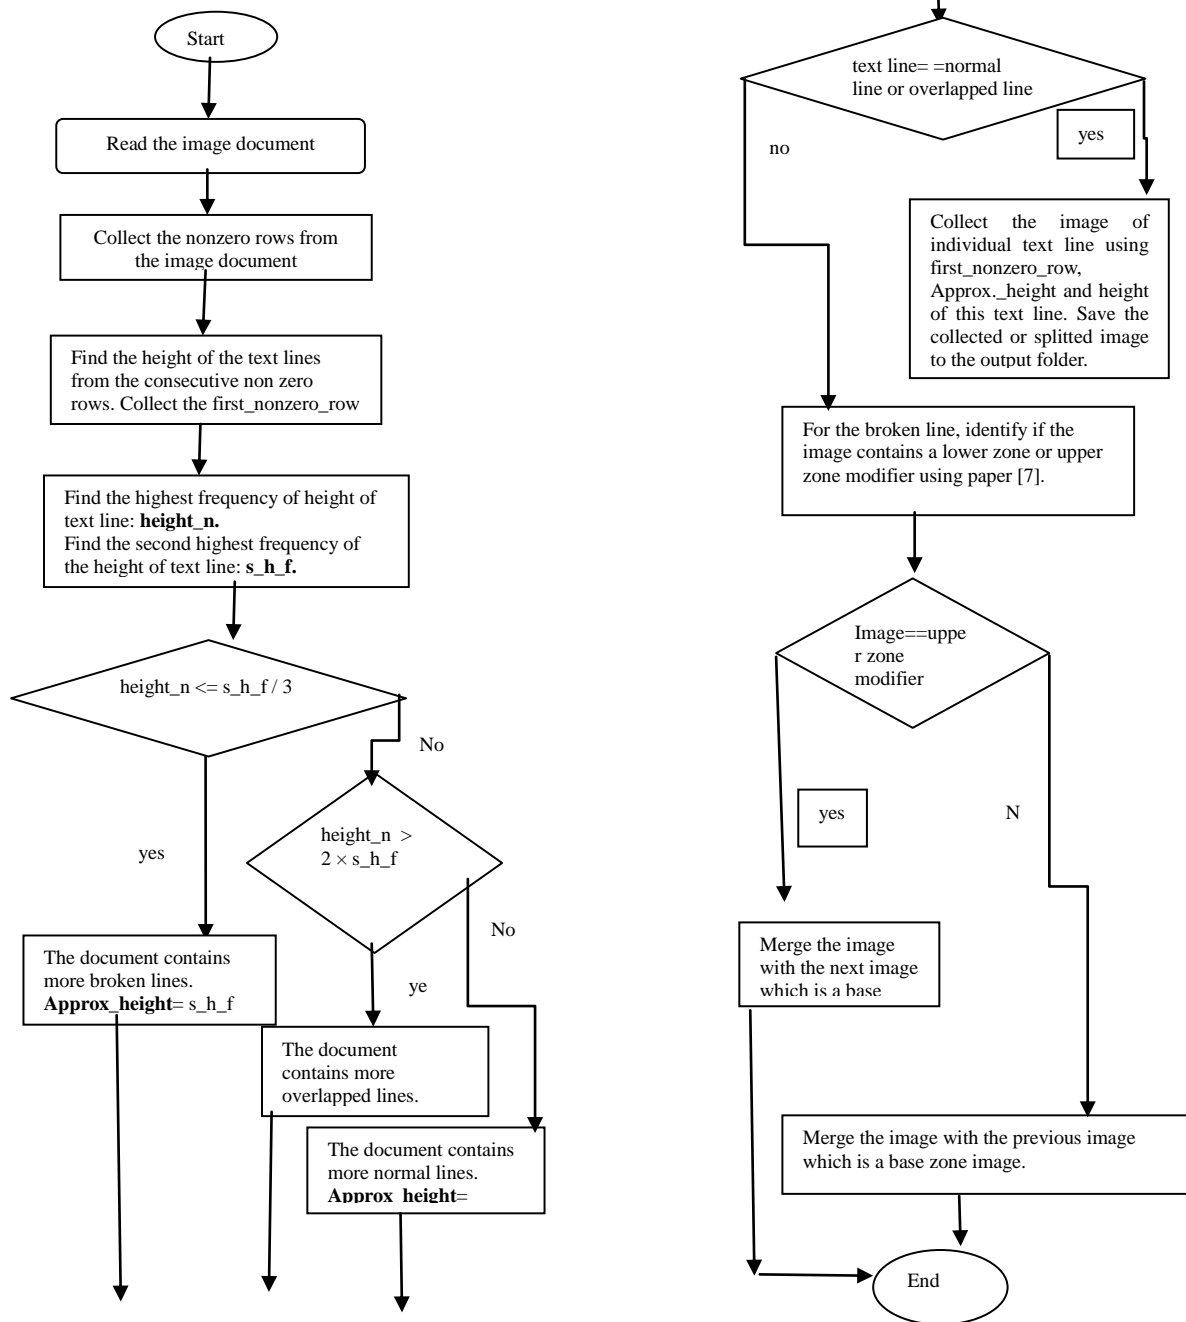 Start
Read the image document
Collect the nonzero rows from
the image document
Find the height of the text lines
from the consecutive non zero
rows. Collect the first_nonzero_row
Find the highest frequency of height of
text line: height_n.
Find the second highest frequency of
the height of text line: s_h_f.
height_n <= s_h_f / 3
No
height_n >
2 × s_h_f
yes
No
The document contains
more broken lines.
Approx_height= s_h_f
ye
The document
contains more
overlapped lines.
The document contains
more normal lines.
Approx_height=
text line= =normal
line or overlapped line
no
yes
Collect the image of
individual text line using
first_nonzero_row,
Approx._height and height
of this text line. Save the
collected or splitted image
to the output folder.
For the broken line, identify if the
image contains a lower zone or upper
zone modifier using paper [7].
Image==uppe
r zone
modifier
yes
N
Merge the image
with the next image
which is a base
Merge the image with the previous image
which is a base zone image.
End